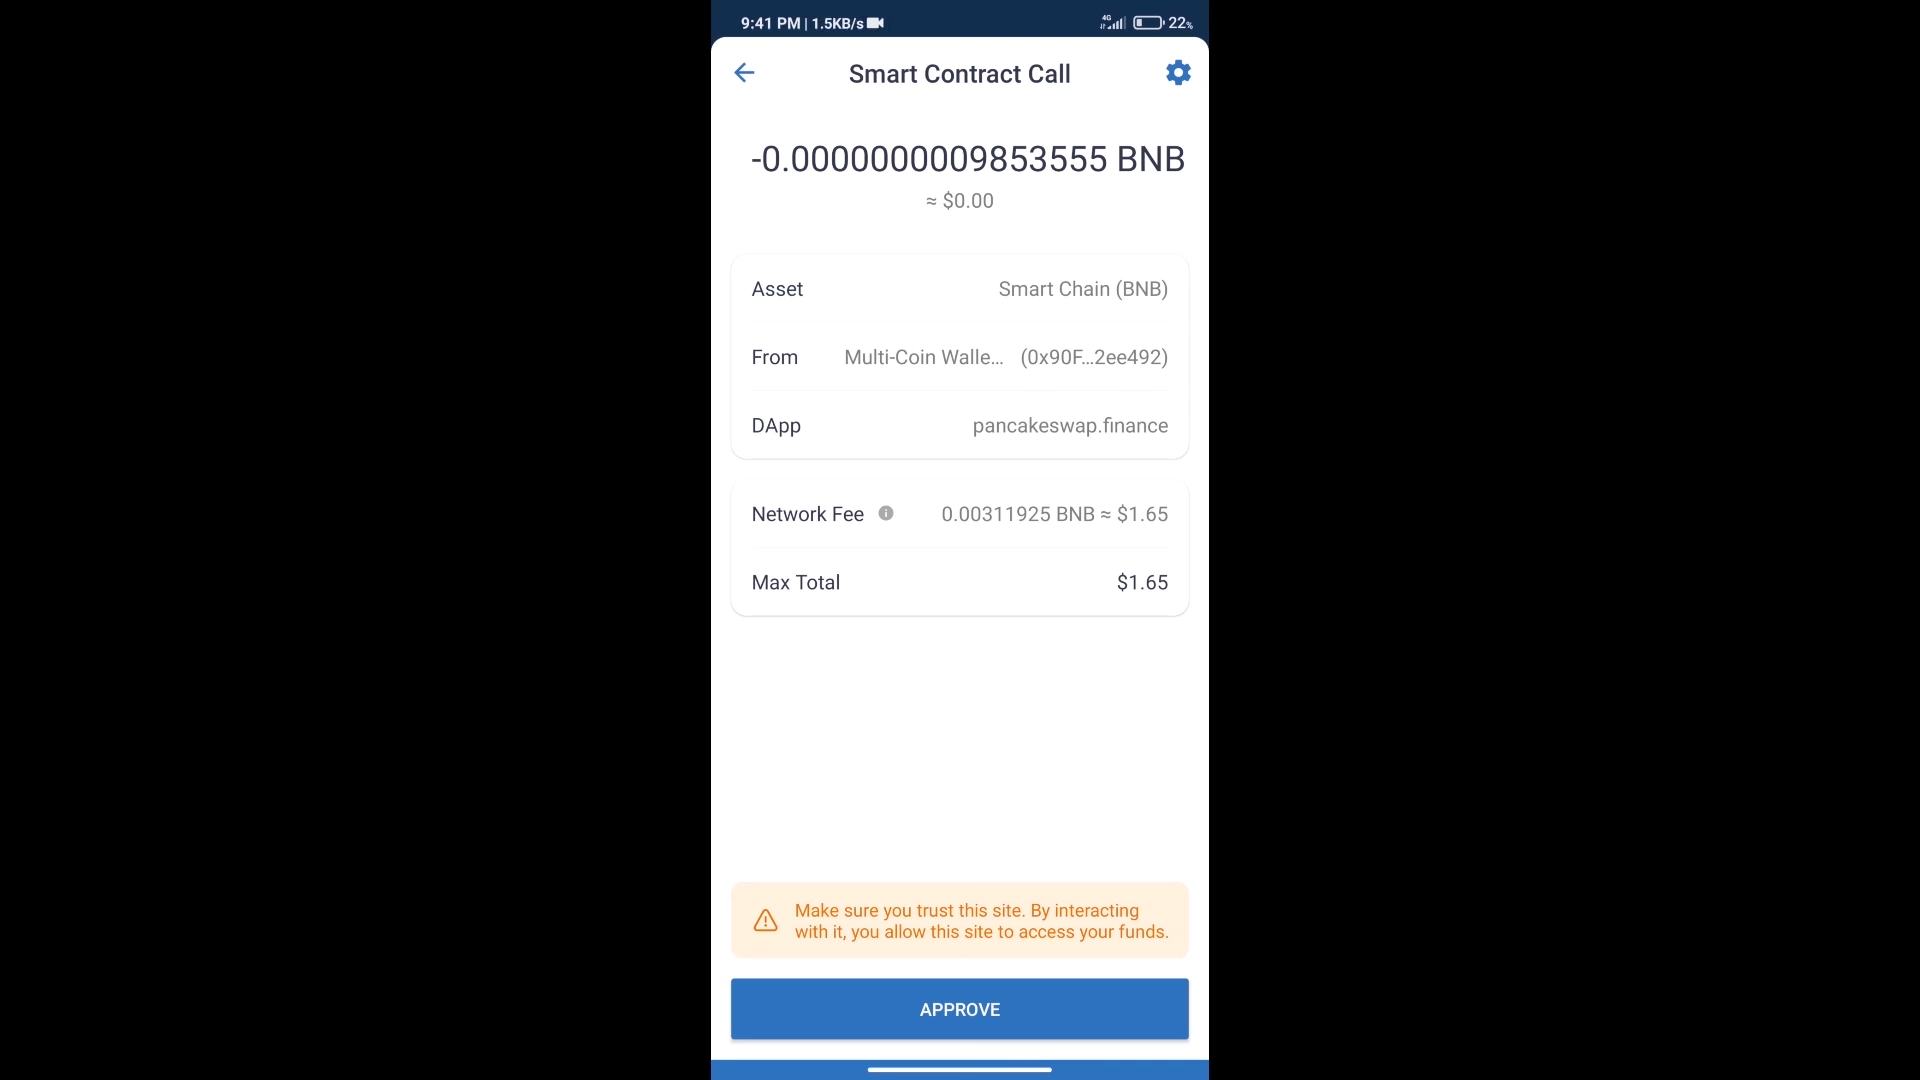 9:41 PM | 1.5KB/s 4G 22%
Smart Contract Call
-0.0000000009853555 BNB
≈ $0.00
Asset Smart Chain (BNB)
From Multi-Coin Walle... (0x90F...2ee492)
DApp pancakeswap.finance
Network Fee 0.00311925 BNB ≈ $1.65
Max Total $1.65
Make sure you trust this site. By interacting
with it, you allow this site to access your funds.
APPROVE